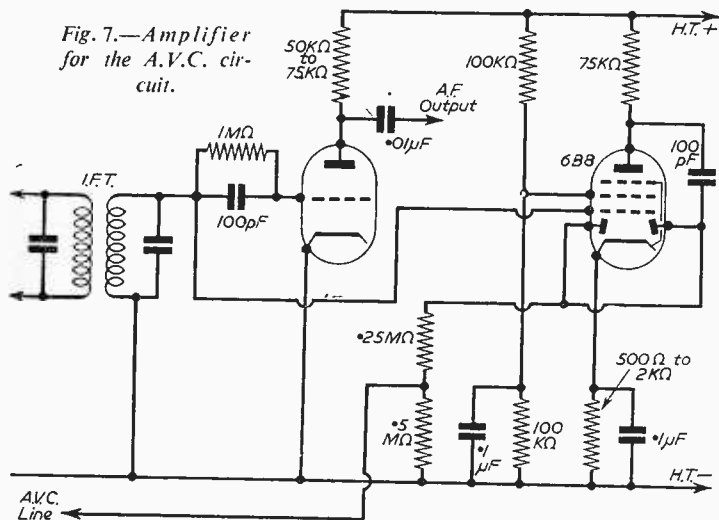 Fig. 7.—Amplifier
for the A.V.C. cir-
cuit.
50KΩ
to
75KΩ
100KΩ
75KΩ
H.T.+
A.F.
Output
·01μF
1MΩ
100pF
I.F.T.
6B8
100
pF
·25MΩ
500Ω to
2KΩ
·5
MΩ
·1
μF
100
KΩ
·1μF
H.T.−
A.V.C.
Line